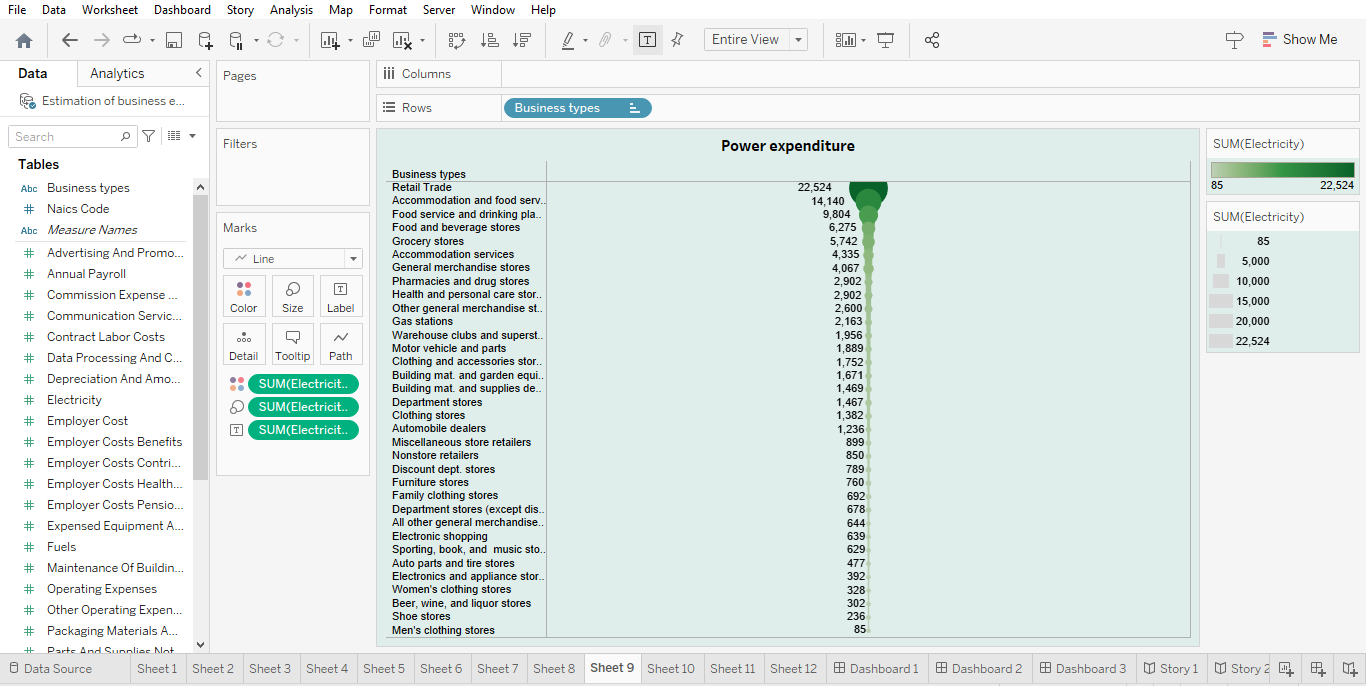 File Data Worksheet Dashboard Story Analysis Map Format Server Window Help
Entire View
Show Me
Data Analytics
Estimation of business e...
Search
Tables
Abc Business types
# Naics Code
Abc Measure Names
# Advertising And Promo...
# Annual Payroll
# Commission Expense ...
# Communication Servic...
# Contract Labor Costs
# Data Processing And C...
# Depreciation And Amo...
# Electricity
# Employer Cost
# Employer Costs Benefits
# Employer Costs Contri...
# Employer Costs Health...
# Employer Costs Pensio...
# Expensed Equipment A...
# Fuels
# Maintenance Of Buildin...
# Operating Expenses
# Other Operating Expen...
# Packaging Materials A...
# Parts And Supplies Not
Pages
Filters
Marks
Line
Color Size Label
Detail Tooltip Path
SUM(Electricit..
SUM(Electricit..
T SUM(Electricit..
Columns
Rows Business types
Power expenditure
Business types
Retail Trade 22,524
Accommodation and food serv.. 14,140
Food service and drinking pla.. 9,804
Food and beverage stores 6,275
Grocery stores 5,742
Accommodation services 4,335
General merchandise stores 4,067
Pharmacies and drug stores 2,902
Health and personal care stor.. 2,902
Other general merchandise st.. 2,600
Gas stations 2,163
Warehouse clubs and superst.. 1,956
Motor vehicle and parts 1,889
Clothing and accessories stor.. 1,752
Building mat. and garden equi.. 1,671
Building mat. and supplies de.. 1,469
Department stores 1,467
Clothing stores 1,382
Automobile dealers 1,236
Miscellaneous store retailers 899
Nonstore retailers 850
Discount dept. stores 789
Furniture stores 760
Family clothing stores 692
Department stores (except dis.. 678
All other general merchandise.. 644
Electronic shopping 639
Sporting, book, and  music sto.. 629
Auto parts and tire stores 477
Electronics and appliance stor.. 392
Women's clothing stores 328
Beer, wine, and liquor stores 302
Shoe stores 236
Men's clothing stores 85
SUM(Electricity)
85 22,524
SUM(Electricity)
85
5,000
10,000
15,000
20,000
22,524
Data Source Sheet 1 Sheet 2 Sheet 3 Sheet 4 Sheet 5 Sheet 6 Sheet 7 Sheet 8 Sheet 9 Sheet 10 Sheet 11 Sheet 12 Dashboard 1 Dashboard 2 Dashboard 3 Story 1 Story 2